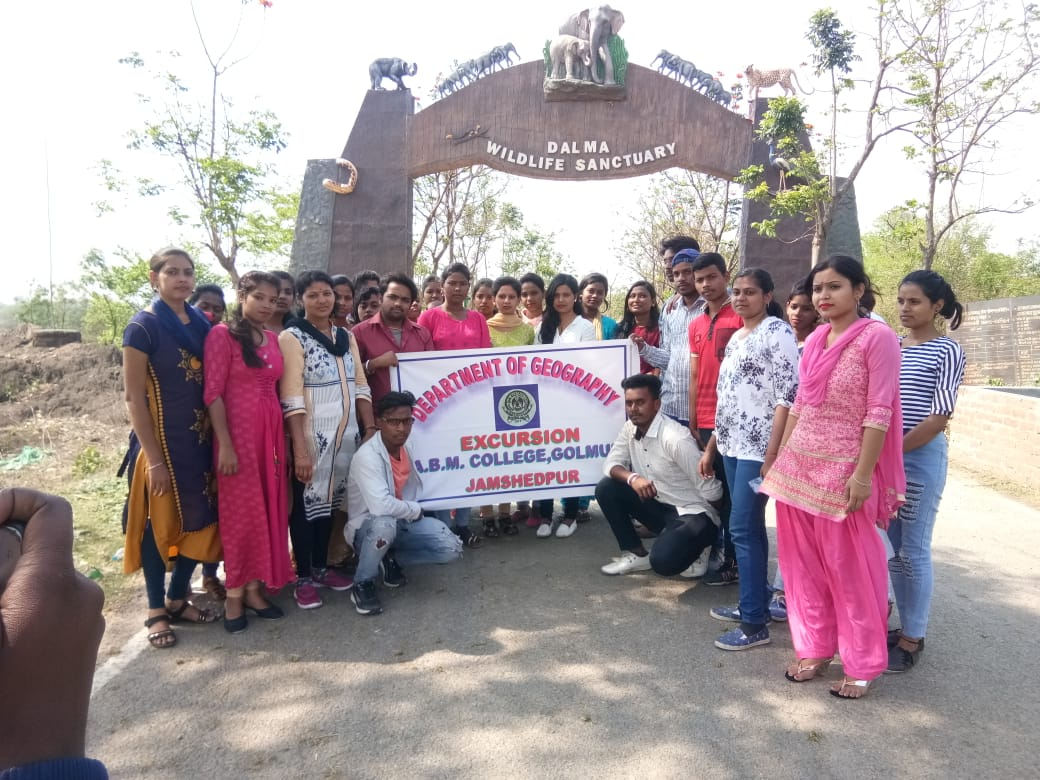 DALMA
WILDLIFE SANCTUARY
DEPARTMENT OF GEOGRAPHY
EXCURSION
A.B.M. COLLEGE, GOLMU
JAMSHEDPUR